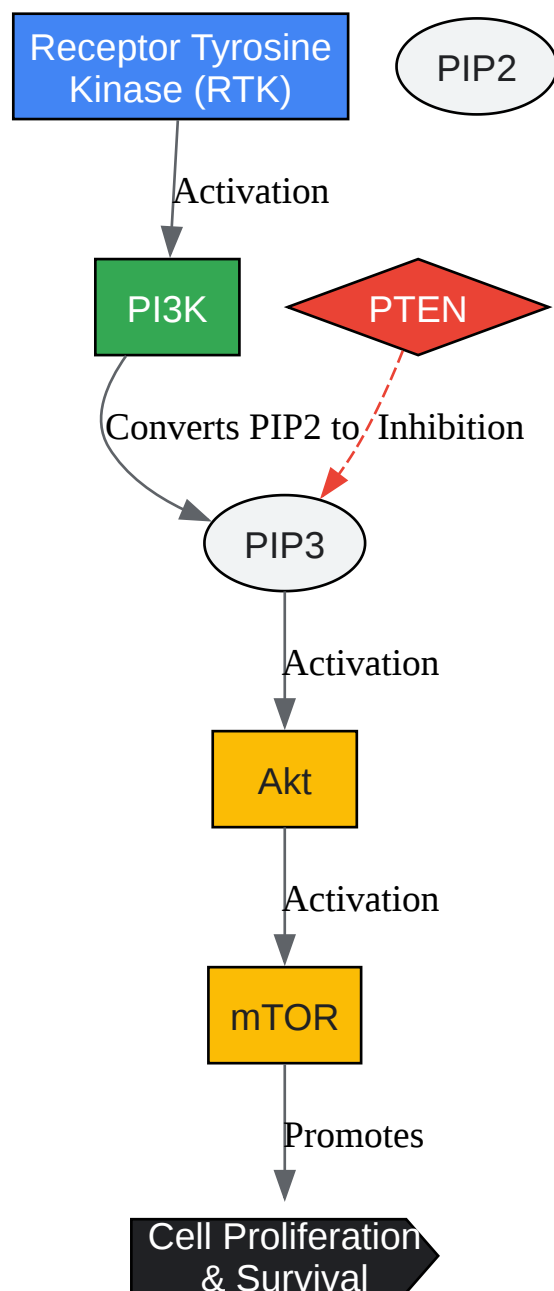 Receptor Tyrosine
Kinase (RTK)
PIP2
Activation
PI3K
PTEN
Converts PIP2 to
Inhibition
PIP3
Activation
Akt
Activation
mTOR
Promotes
Cell Proliferation
& Survival